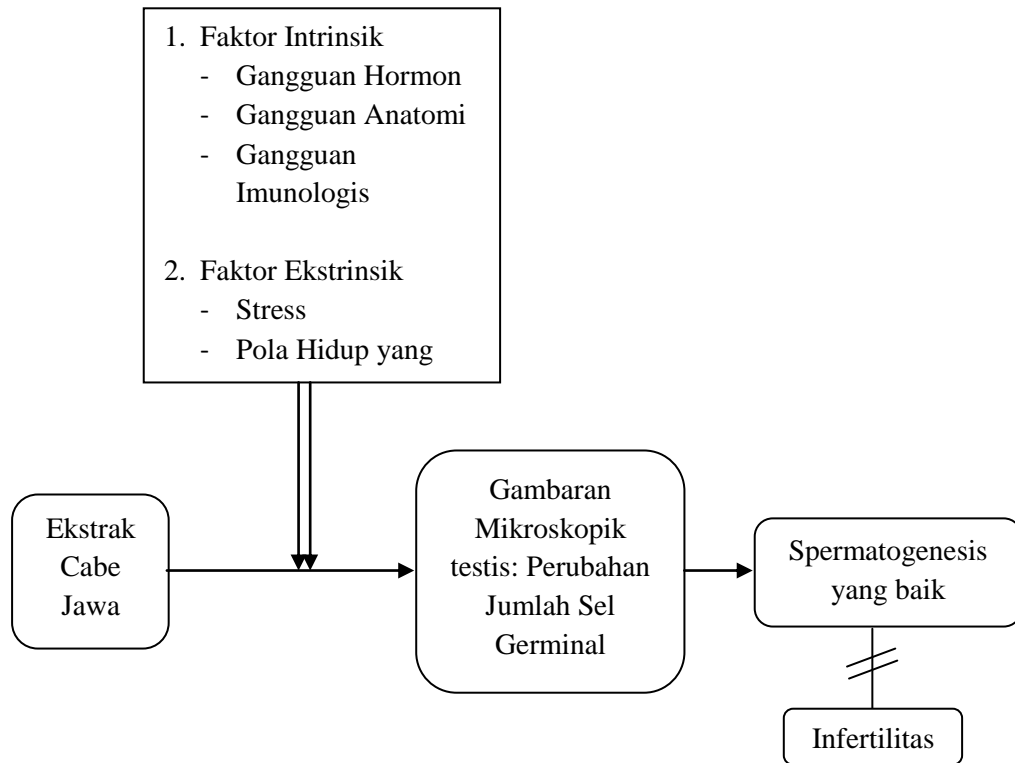 1. Faktor Intrinsik
- Gangguan Hormon
- Gangguan Anatomi
- Gangguan
Imunologis
2. Faktor Ekstrinsik
- Stress
- Pola Hidup yang
Ekstrak
Cabe
Jawa
Gambaran
Mikroskopik
testis: Perubahan
Jumlah Sel
Germinal
Spermatogenesis
yang baik
Infertilitas